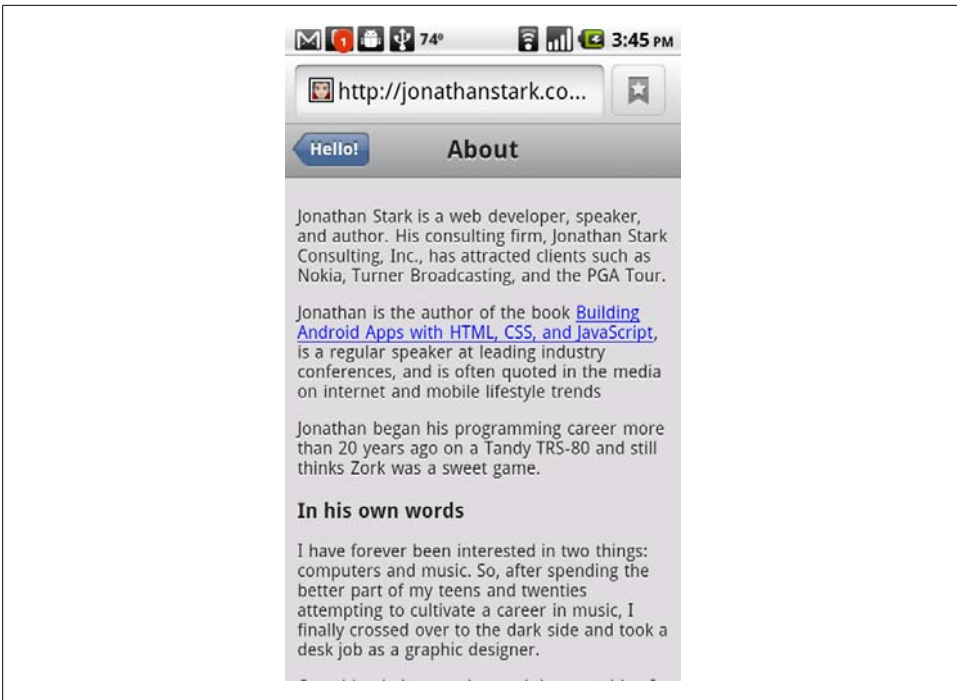 1 74° 3:45 PM
http://jonathanstark.co...
Hello! About
Jonathan Stark is a web developer, speaker,
and author. His consulting firm, Jonathan Stark
Consulting, Inc., has attracted clients such as
Nokia, Turner Broadcasting, and the PGA Tour.
Jonathan is the author of the book Building
Android Apps with HTML, CSS, and JavaScript,
is a regular speaker at leading industry
conferences, and is often quoted in the media
on internet and mobile lifestyle trends
Jonathan began his programming career more
than 20 years ago on a Tandy TRS-80 and still
thinks Zork was a sweet game.
In his own words
I have forever been interested in two things:
computers and music. So, after spending the
better part of my teens and twenties
attempting to cultivate a career in music, I
finally crossed over to the dark side and took a
desk job as a graphic designer.